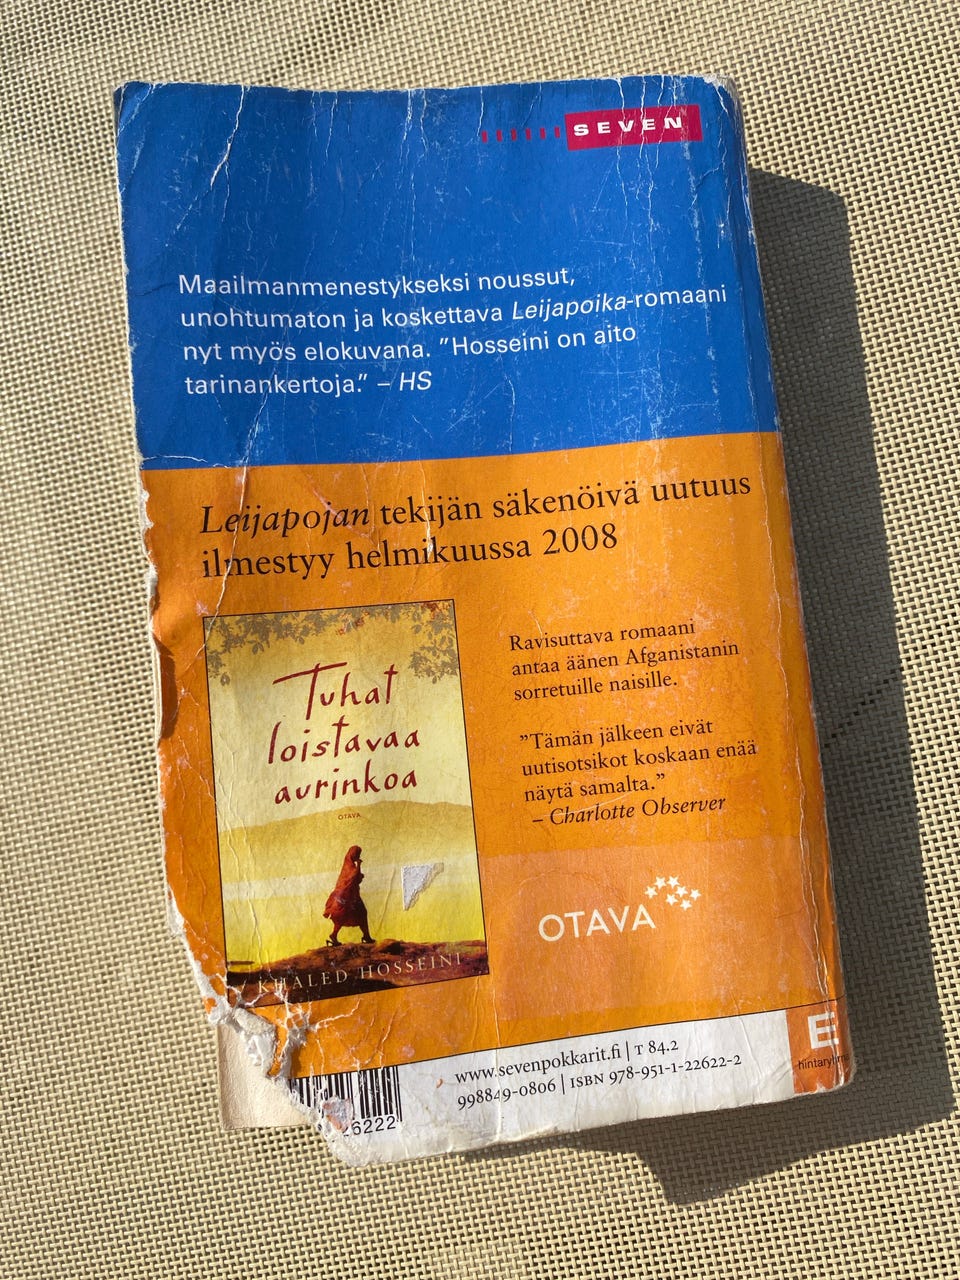 SEVEN
Maailmanmenestykseksi noussut,
unohtumaton ja koskettava Leijapoika-romaani
nyt myös elokuvana. ”Hosseini on aito
tarinankertoja.” – HS
Leijapojan tekijän säkenöivä uutuus
ilmestyy helmikuussa 2008
Tuhat
loistavaa
aurinkoa
OTAVA
KHALED HOSSEINI
Ravisuttava romaani
antaa äänen Afganistanin
sorretuille naisille.
”Tämän jälkeen eivät
uutisotsikot koskaan enää
näytä samalta.”
– Charlotte Observer
OTAVA
www.sevenpokkarit.fi | T 84.2
998849-0806 | ISBN 978-951-1-22622-2
26222
E